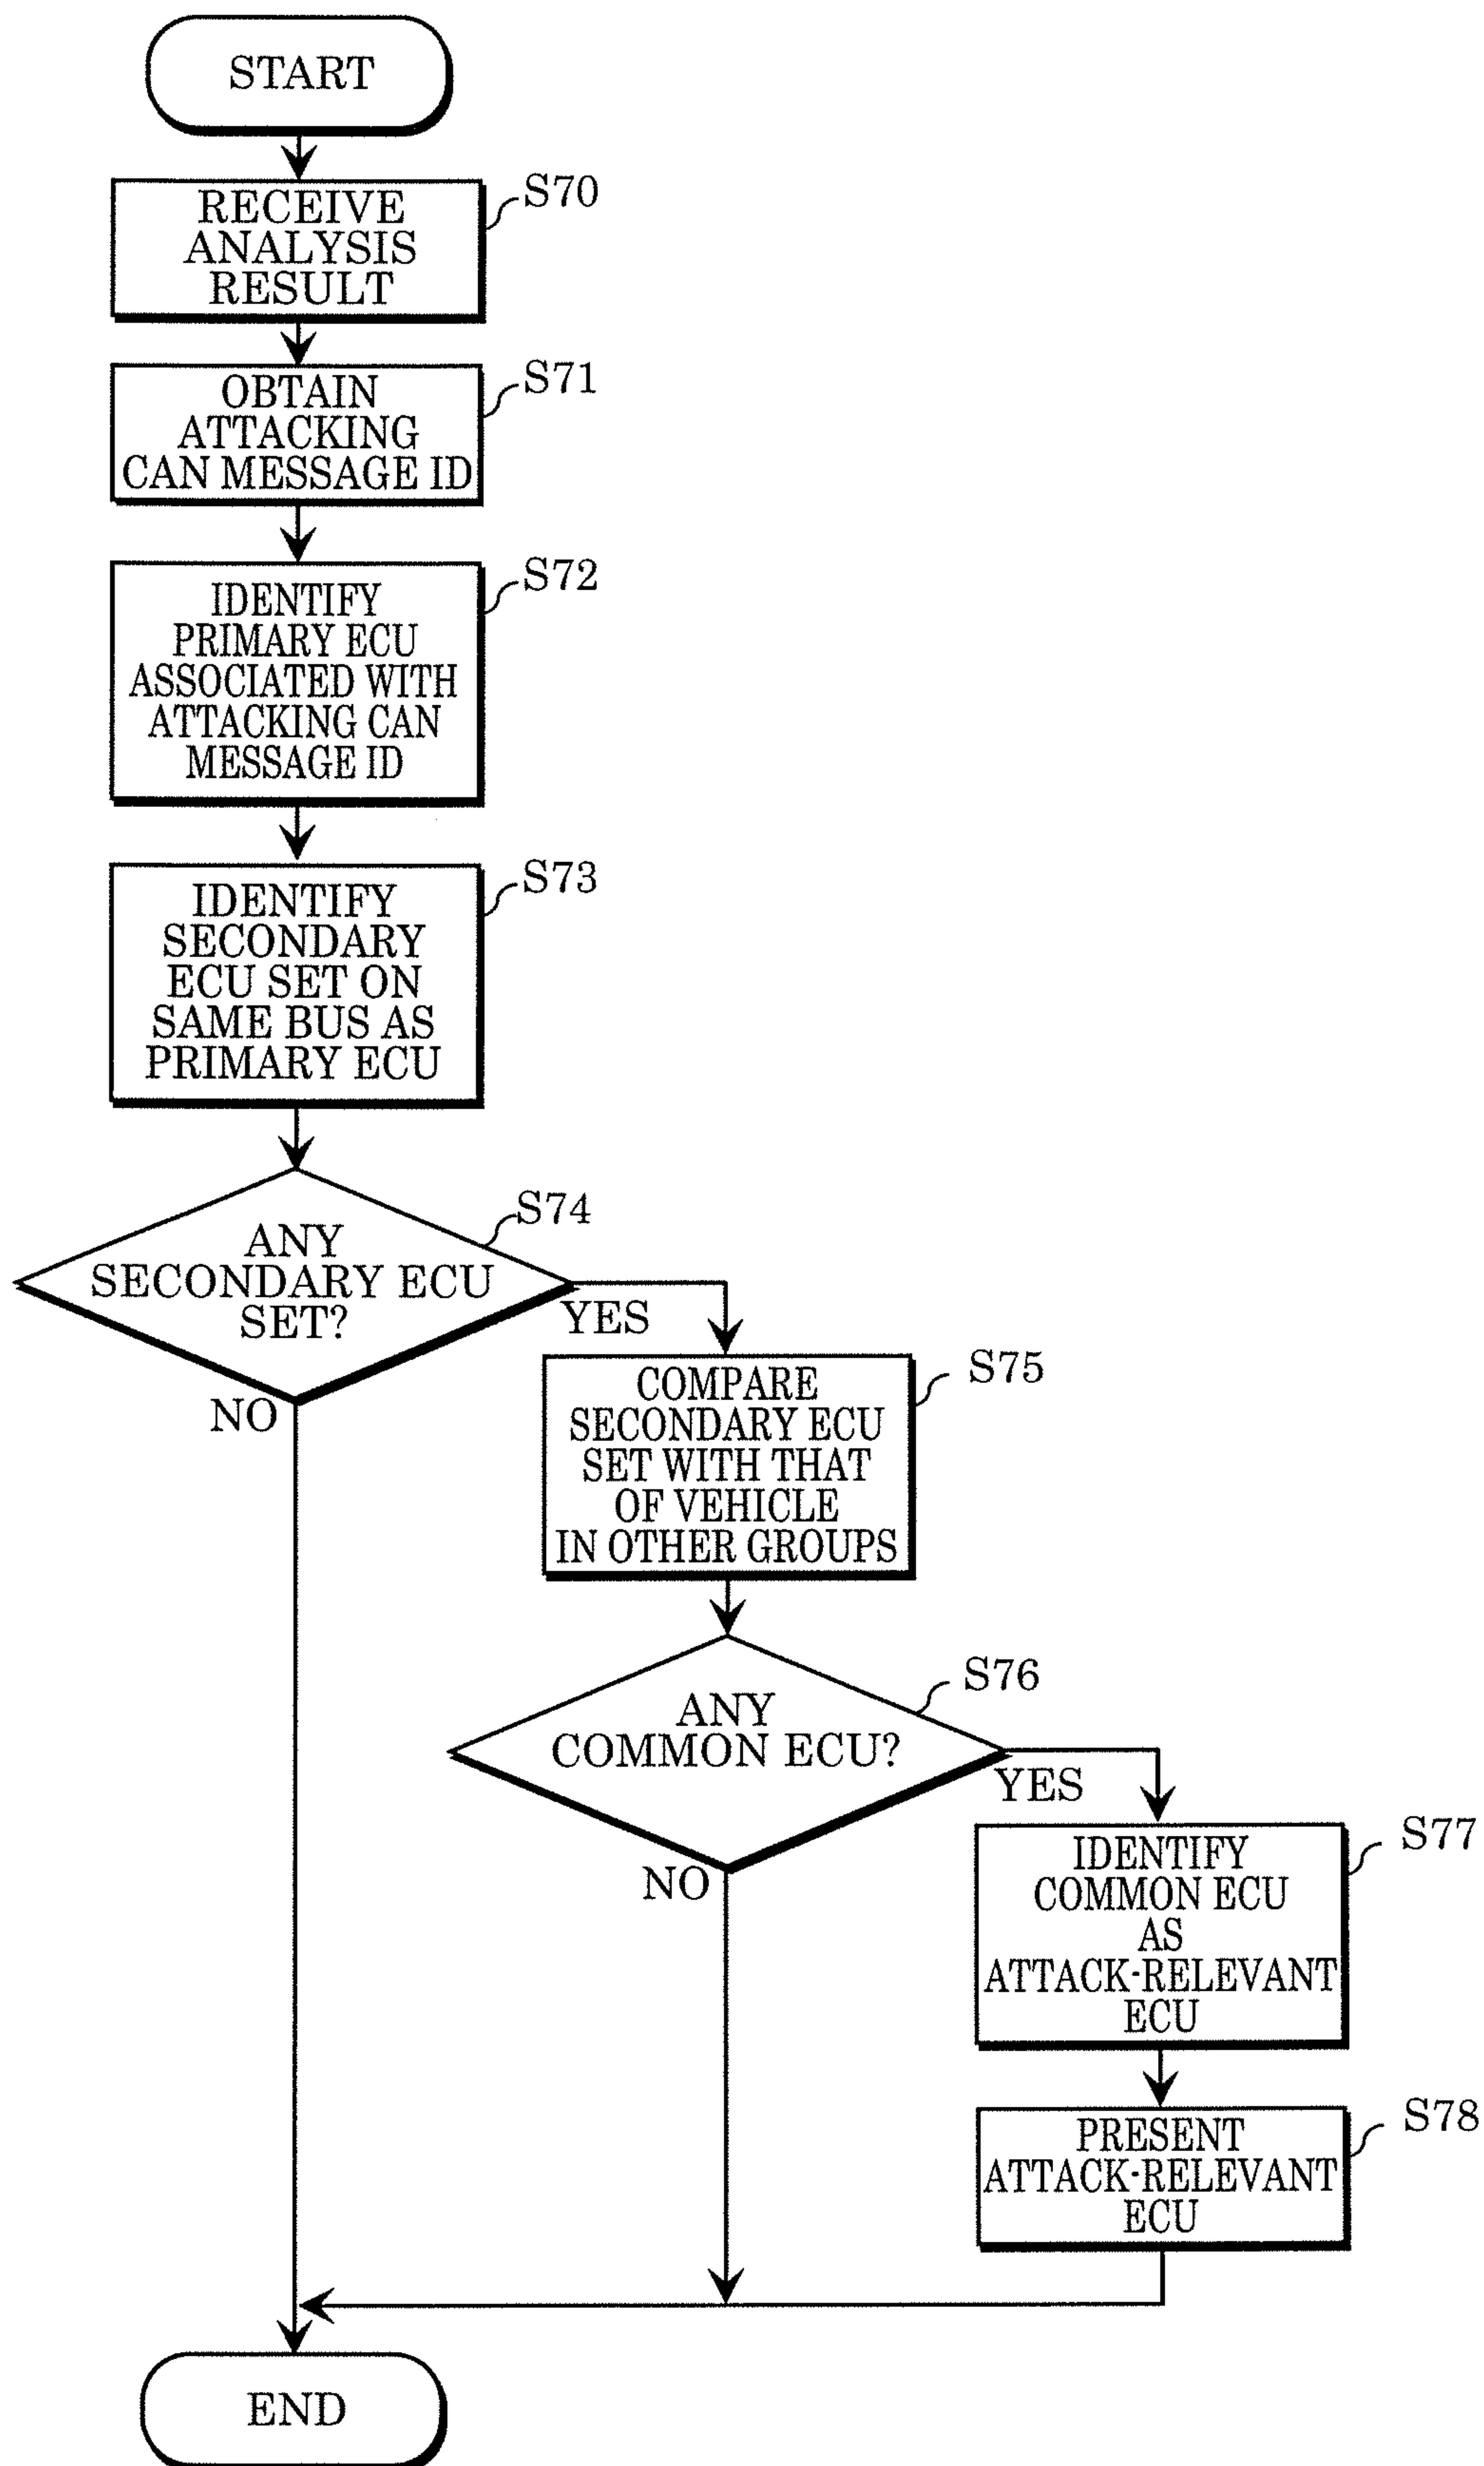 START
S70
RECEIVE
ANALYSIS
RESULT
S71
OBTAIN
ATTACKING
CAN MESSAGE ID
S72
IDENTIFY
PRIMARY ECU
ASSOCIATED WITH
ATTACKING CAN
MESSAGE ID
S73
IDENTIFY
SECONDARY
ECU SET ON
SAME BUS AS
PRIMARY ECU
S74
ANY
SECONDARY ECU
SET?
YES
NO
S75
COMPARE
SECONDARY ECU
SET WITH THAT
OF VEHICLE
IN OTHER GROUPS
S76
ANY
COMMON ECU?
YES
NO
S77
IDENTIFY
COMMON ECU
AS
ATTACK-RELEVANT
ECU
S78
PRESENT
ATTACK-RELEVANT
ECU
END